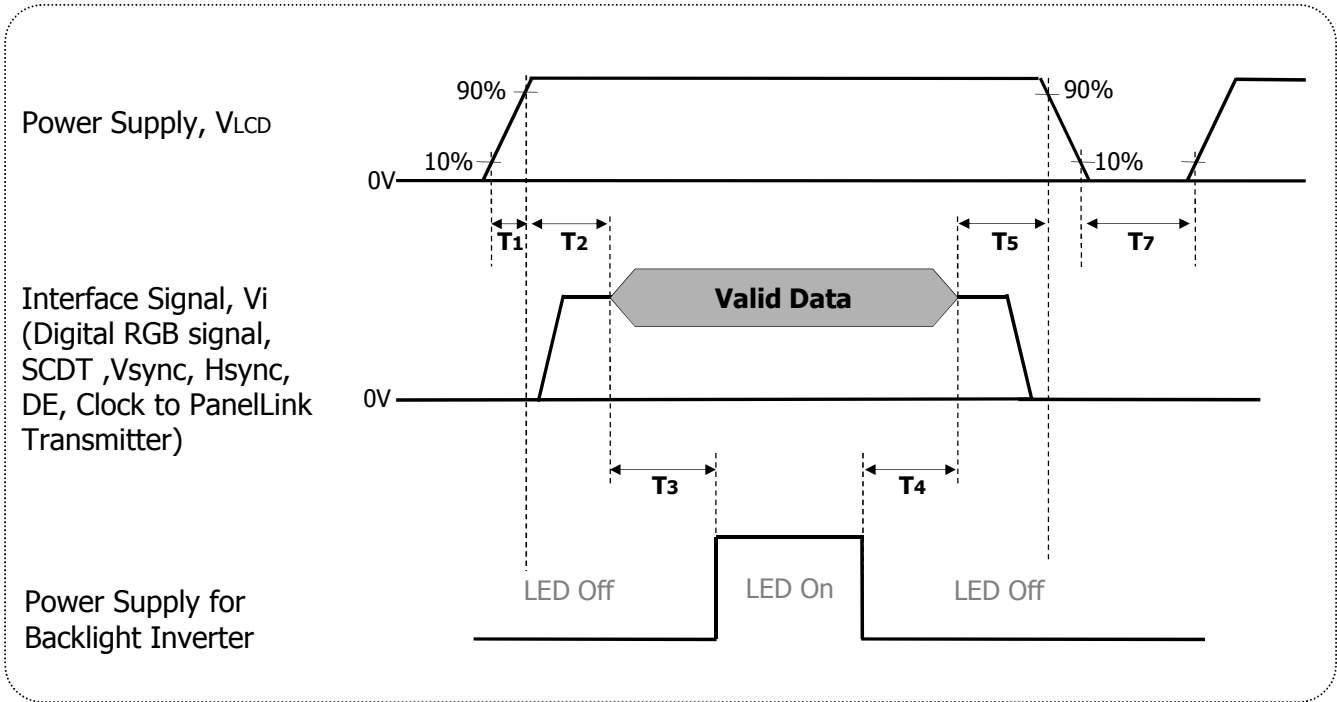 90%
90%
Power Supply, VLCD
10%
10%
0V
T1
T2
T5
T7
Interface Signal, Vi
(Digital RGB signal,
SCDT ,Vsync, Hsync,
DE, Clock to PanelLink
Transmitter)
Valid Data
0V
T3
T4
LED Off
LED On
LED Off
Power Supply for
Backlight Inverter